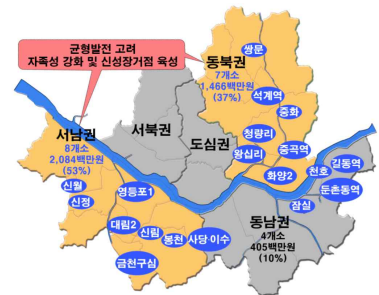 균형발전 고려
자족성 강화 및 신성장거점 육성
동북권
7개소
1,466백만원
(37%)
쌍문
석계역
중화
청량리
중곡역
왕십리
화양2
서북권
도심권
서남권
8개소
2,084백만원
(53%)
신월
신정
영등포1
대림2
신림
봉천
사당·이수
금천구심
천호
길동역
둔촌동역
잠실
동남권
4개소
405백만원
(10%)